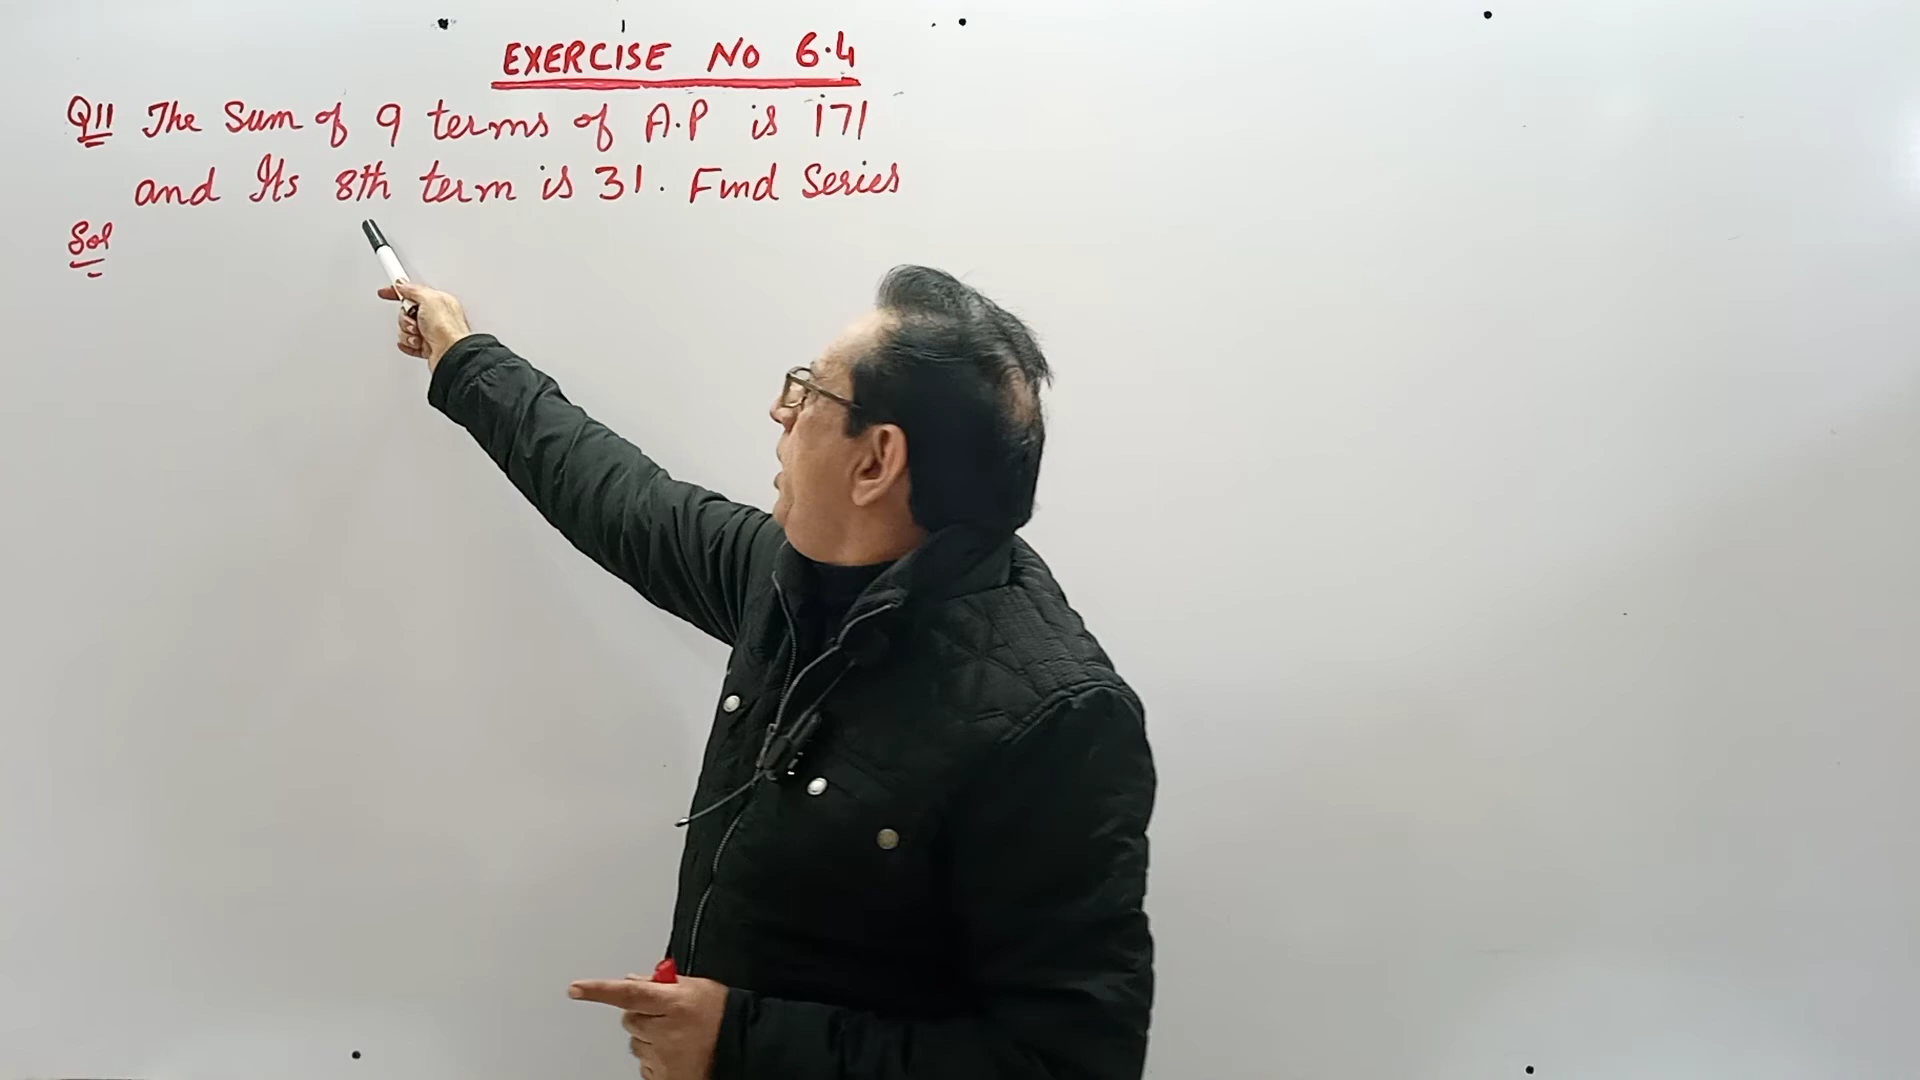 EXERCISE NO 6.4
Q11 The Sum of 9 terms of A.P is 171
and Its 8th term is 31. Find Series
Sol